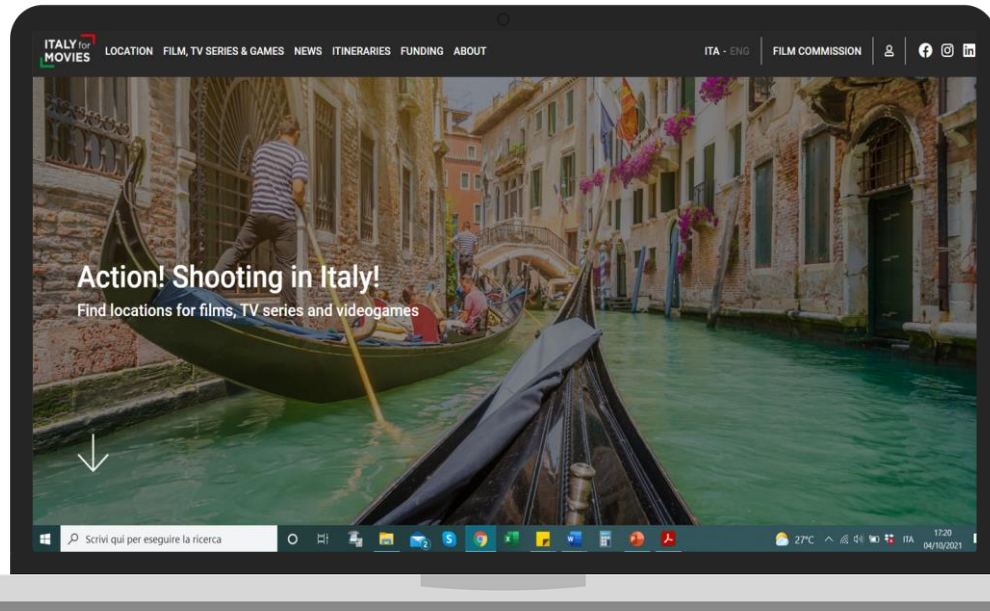 ITALY for
MOVIES
LOCATION FILM, TV SERIES & GAMES NEWS ITINERARIES FUNDING ABOUT
ITA - ENG
FILM COMMISSION
Action! Shooting in Italy!
Find locations for films, TV series and videogames
Scrivi qui per eseguire la ricerca
27°C
ITA
17:20
04/10/2021